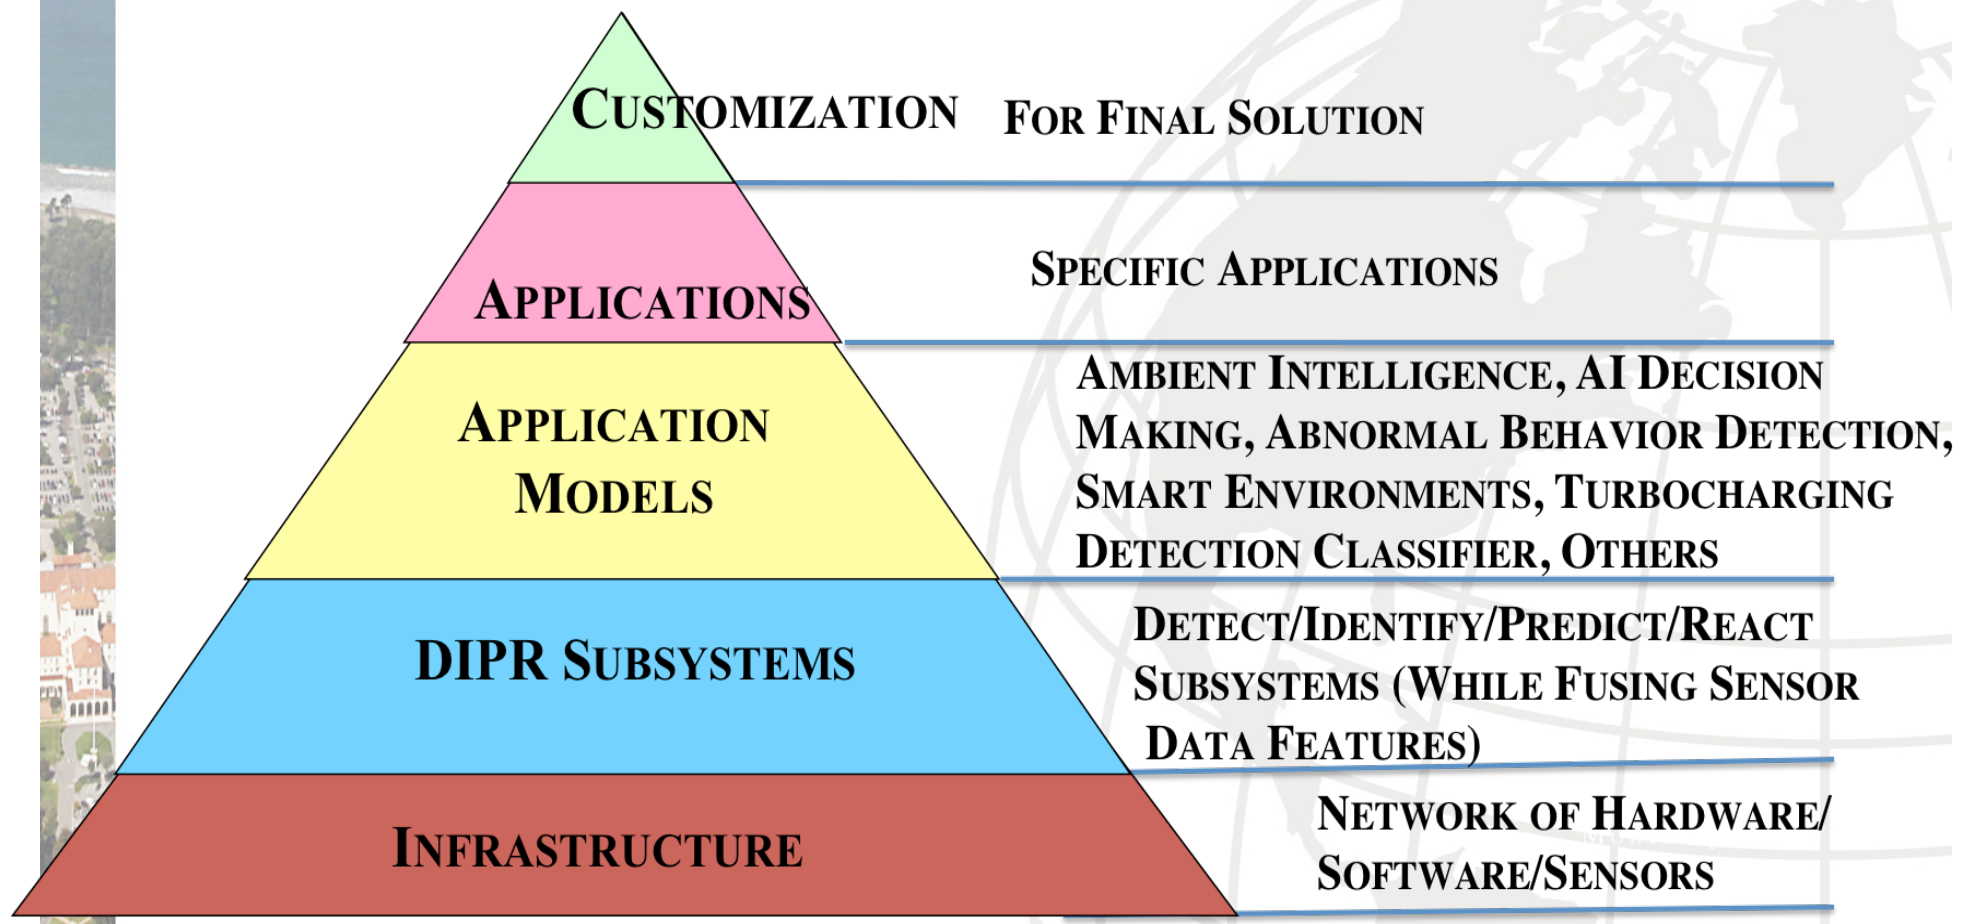 CUSTOMIZATION FOR FINAL SOLUTION
APPLICATIONS
SPECIFIC APPLICATIONS
APPLICATION
MODELS
AMBIENT INTELLIGENCE, AI DECISION
MAKING, ABNORMAL BEHAVIOR DETECTION,
SMART ENVIRONMENTS, TURBOCHARGING
DETECTION CLASSIFIER, OTHERS
DIPR SUBSYSTEMS
DETECT/IDENTIFY/PREDICT/REACT
SUBSYSTEMS (WHILE FUSING SENSOR
DATA FEATURES)
INFRASTRUCTURE
NETWORK OF HARDWARE/
SOFTWARE/SENSORS